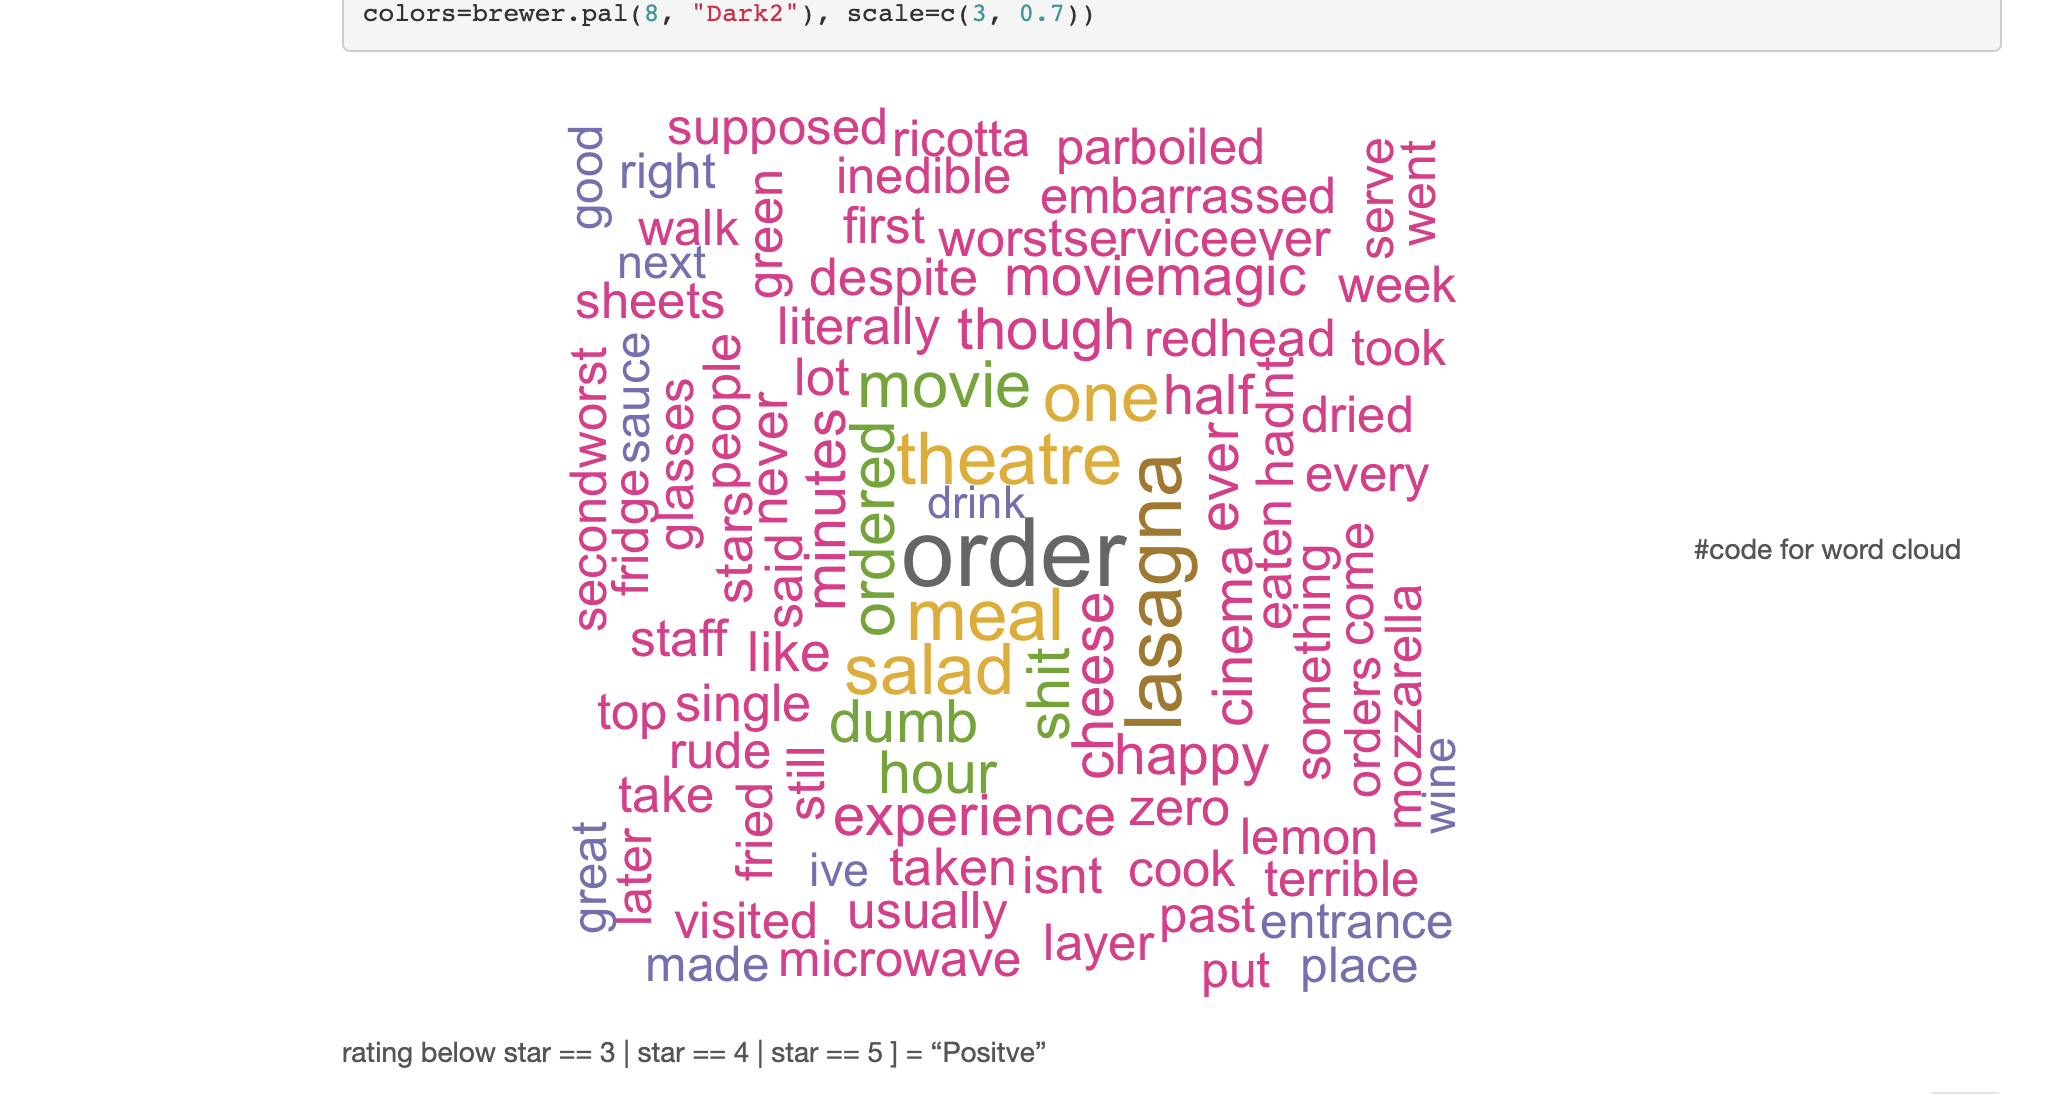 colors=brewer.pal(8, "Dark2"), scale=c(3, 0.7))
supposed
ricotta
parboiled
good
right
inedible
embarrassed
serve
went
walk
green
first
worstserviceever
next
despite
moviemagic
week
sheets
literally
though
redhead
took
secondworst
sauce
glasses
people
never
lot
movie
one
half
hadnt
dried
minutes
ordered
theatre
lasagna
ever
every
fridge
stars
said
drink
order
eaten
come
#code for word cloud
meal
cheese
cinema
something
mozzarella
staff
like
salad
shit
orders
top
single
dumb
rude
still
hour
happy
wine
take
fried
experience
zero
lemon
great
later
ive
taken
isnt
cook
terrible
visited
usually
layer
past
entrance
made
microwave
put
place
rating below star == 3 | star == 4 | star == 5 ] = “Positve”